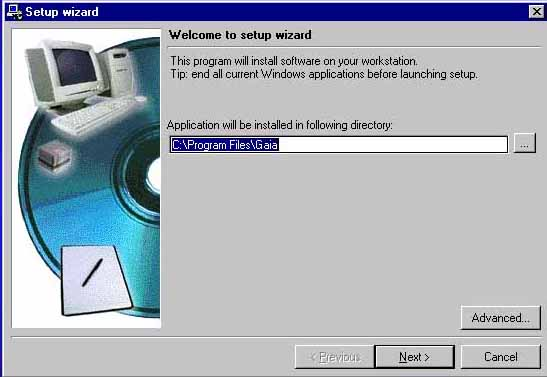 Setup wizard
Welcome to setup wizard
This program will install software on your workstation.
Tip: end all current Windows applications before launching setup.
Application will be installed in following directory:
C:\Program Files\Gaia
...
Advanced...
< Previous
Next >
Cancel